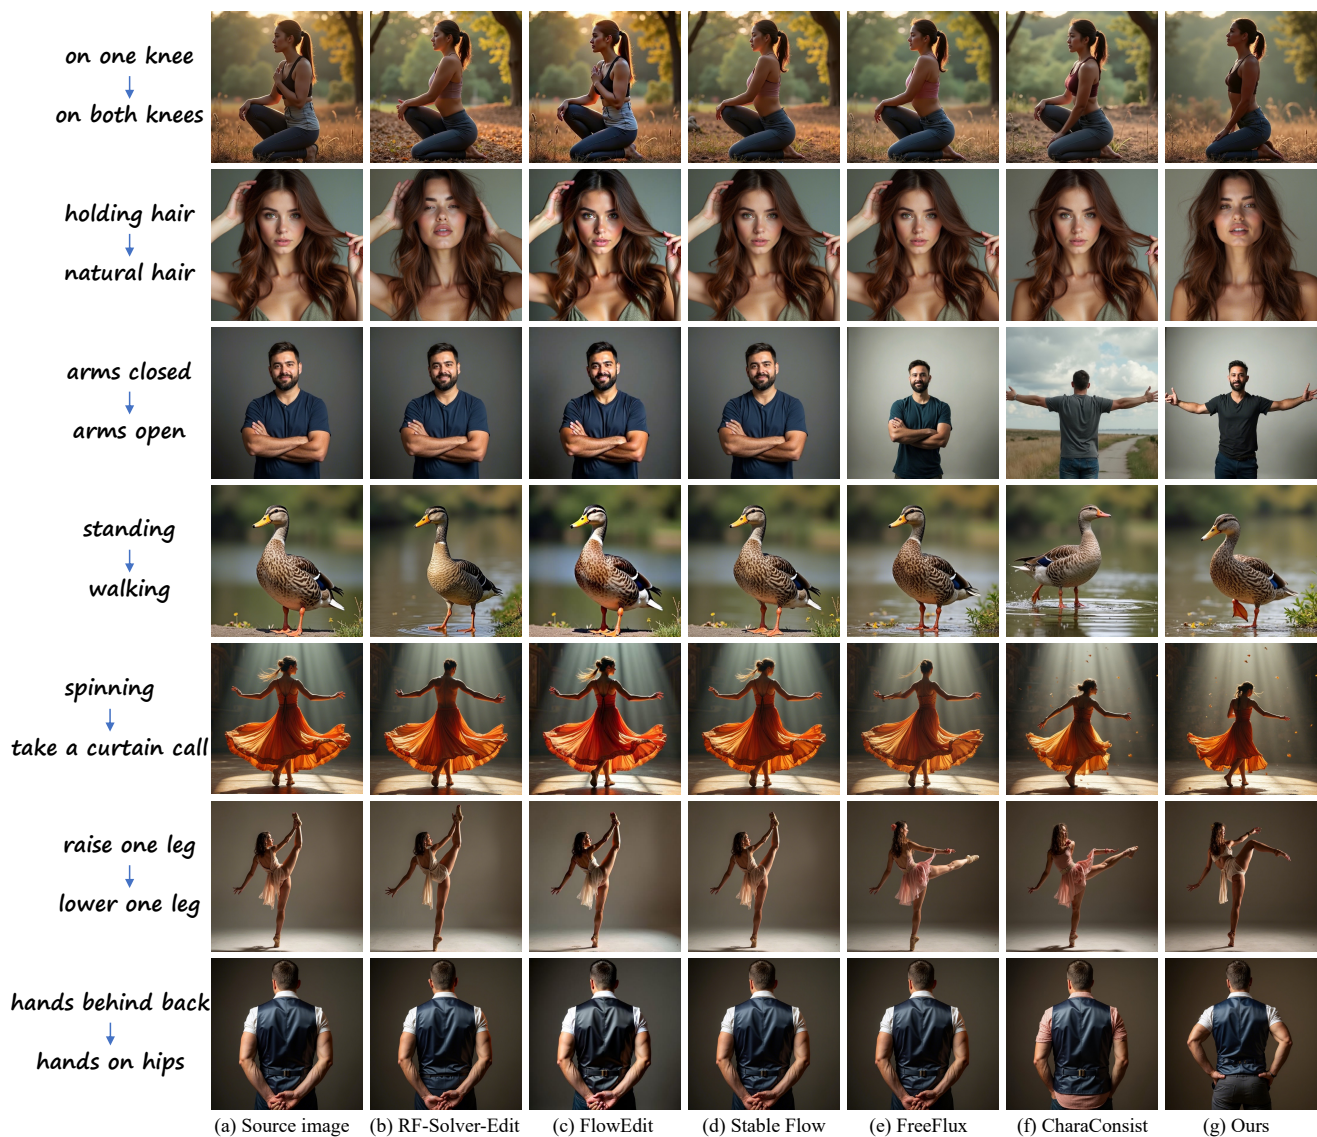 on one knee
on both knees
holding hair
natural hair
arms closed
arms open
standing
walking
spinning
take a curtain call
raise one leg
lower one leg
hands behind back
hands on hips
(a) Source image (b) RF-Solver-Edit (c) FlowEdit (d) Stable Flow (e) FreeFlux (f) CharaConsist (g) Ours